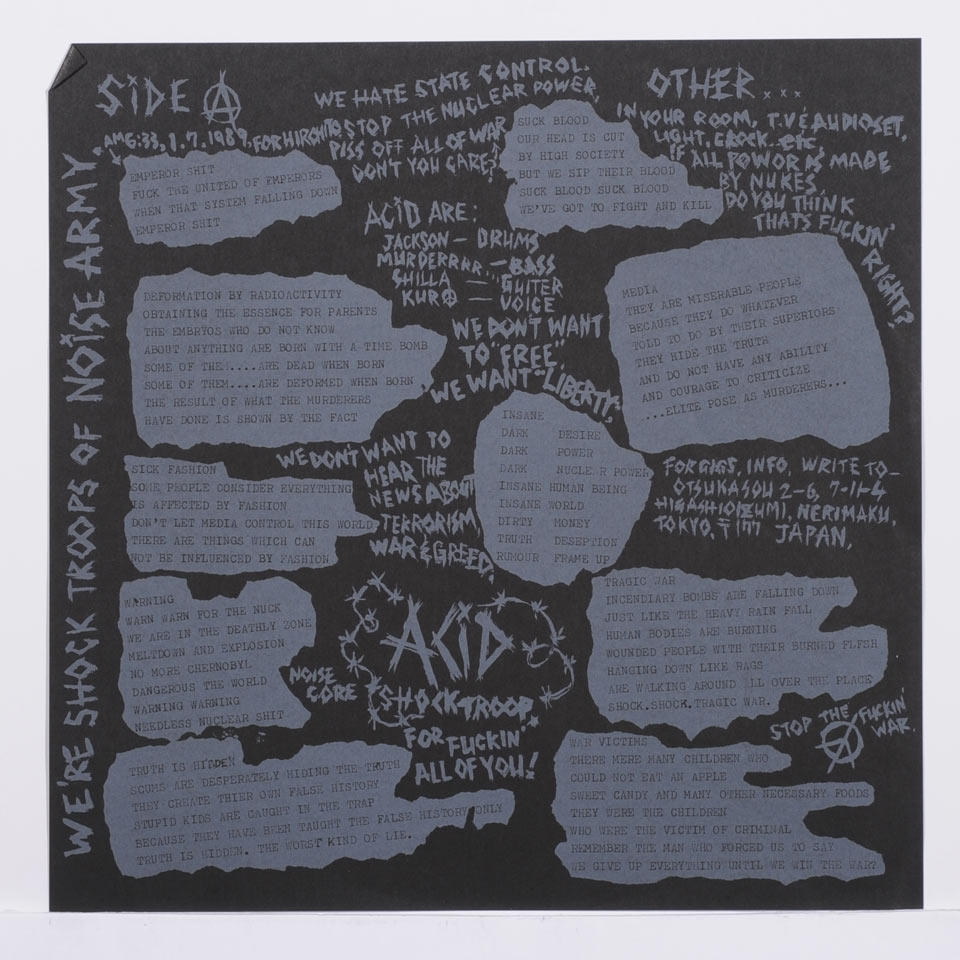 SiDE A
AM6:33, 1.7.1989, FOR HIROHITO
EMPEROR SHIT
FUCK THE UNITED OF EMPERORS
WHEN THAT SYSTEM FALLING DOWN
EMPEROR SHIT
WE HATE STATE CONTROL.
STOP THE NUCLEAR POWER.
PISS OFF ALL OF WAR
DON'T YOU CARE?
SUCK BLOOD
OUR HEAD IS CUT
BY HIGH SOCIETY
BUT WE SIP THEIR BLOOD
SUCK BLOOD SUCK BLOOD
WE'VE GOT TO FIGHT AND KILL
OTHER...
IN YOUR ROOM, T.V É AUDIOSET,
LIGHT, CROCK... etc
IF ALL POWOR IS MADE
BY NUKES,
DO YOU THINK
THATS FUCKIN'
RIGHT?
WE'RE SHOCK TROOPS OF NOiSE ARMY.
ACiD ARE:
JACKSON — DRUMS
MURDERRRR — BASS
SHILLA — GUITER
KURO — VOICE
DEFORMATION BY RADIOACTIVITY
OBTAINING THE ESSENCE FOR PARENTS
THE EMBRYOS WHO DO NOT KNOW
ABOUT ANYTHING ARE BORN WITH A TIME BOMB
SOME OF THEM....ARE DEAD WHEN BORN
SOME OF THEM....ARE DEFORMED WHEN BORN
THE RESULT OF WHAT THE MURDERERS
HAVE DONE IS SHOWN BY THE FACT
WE DON'T WANT
TO "FREE"
WE WANT "LIBERTY"
MEDIA
THEY ARE MISERABLE PEOPLE
BECAUSE THEY DO WHATEVER
TOLD TO DO BY THEIR SUPERIORS
THEY HIDE THE TRUTH
AND DO NOT HAVE ANY ABILITY
AND COURAGE TO CRITICIZE
...ELITE POSE AS MURDERERS...
INSANE
DARK DESIRE
DARK POWER
DARK NUCLEAR POWER
INSANE HUMAN BEING
INSANE WORLD
DIRTY MONEY
TRUTH DESEPTION
RUMOUR FRAME UP
SICK FASHION
SOME PEOPLE CONSIDER EVERYTHING
IS AFFECTED BY FASHION
DON'T LET MEDIA CONTROL THIS WORLD
THERE ARE THINGS WHICH CAN
NOT BE INFLUENCED BY FASHION
WE DON'T WANT TO
HEAR THE
NEWS ABOUT
TERRORISM
WAR & GREED.
FOR GIGS, INFO, WRITE TO—
OTSUKASOU 2-6, 7-11-4
HIGASHIOIZUMI, NERIMAKU,
TOKYO, 〒177 JAPAN.
WARNING
WARN WARN FOR THE NUCK
WE ARE IN THE DEATHLY ZONE
MELTDOWN AND EXPLOSION
NO MORE CHERNOBYL
DANGEROUS THE WORLD
WARNING WARNING
NEEDLESS NUCLEAR SHIT
ACID
NOISE
CORE
SHOCK TROOP
FOR FUCKIN
ALL OF YOU!
TRAGIC WAR
INCENDIARY BOMBS ARE FALLING DOWN
JUST LIKE THE HEAVY RAIN FALL
HUMAN BODIES ARE BURNING
WOUNDED PEOPLE WITH THEIR BURNED FLESH
HANGING DOWN LIKE RAGS
ARE WALKING AROUND ALL OVER THE PLACE
SHOCK.SHOCK.TRAGIC WAR.
STOP THE FUCKIN'
WAR.
TRUTH IS HIDDEN
SCUMS ARE DESPERATELY HIDING THE TRUTH
THEY CREATE THIER OWN FALSE HISTORY
STUPID KIDS ARE CAUGHT IN THE TRAP
BECAUSE THEY HAVE BEEN TAUGHT THE FALSE HISTORY ONLY
TRUTH IS HIDDEN. THE WORST KIND OF LIE.
WAR VICTIMS
THERE MERE MANY CHILDREN WHO
COULD NOT EAT AN APPLE
SWEET CANDY AND MANY OTHER NECESSARY FOODS
THEY WERE THE CHILDREN
WHO WERE THE VICTIM OF CRIMINAL
REMEMBER THE MAN WHO FORCED US TO SAY
WE GIVE UP EVERYTHING UNTIL WE WIN THE WAR?